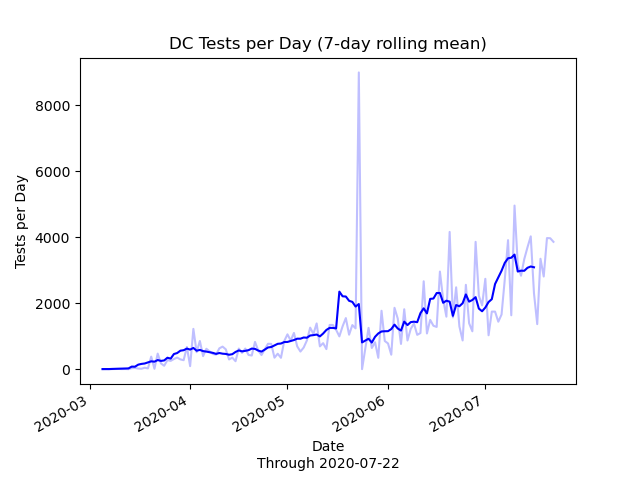 DC Tests per Day (7-day rolling mean)
8000
6000
4000
2000
0
Tests per Day
2020-03
2020-04
2020-05
2020-06
2020-07
Date
Through 2020-07-22